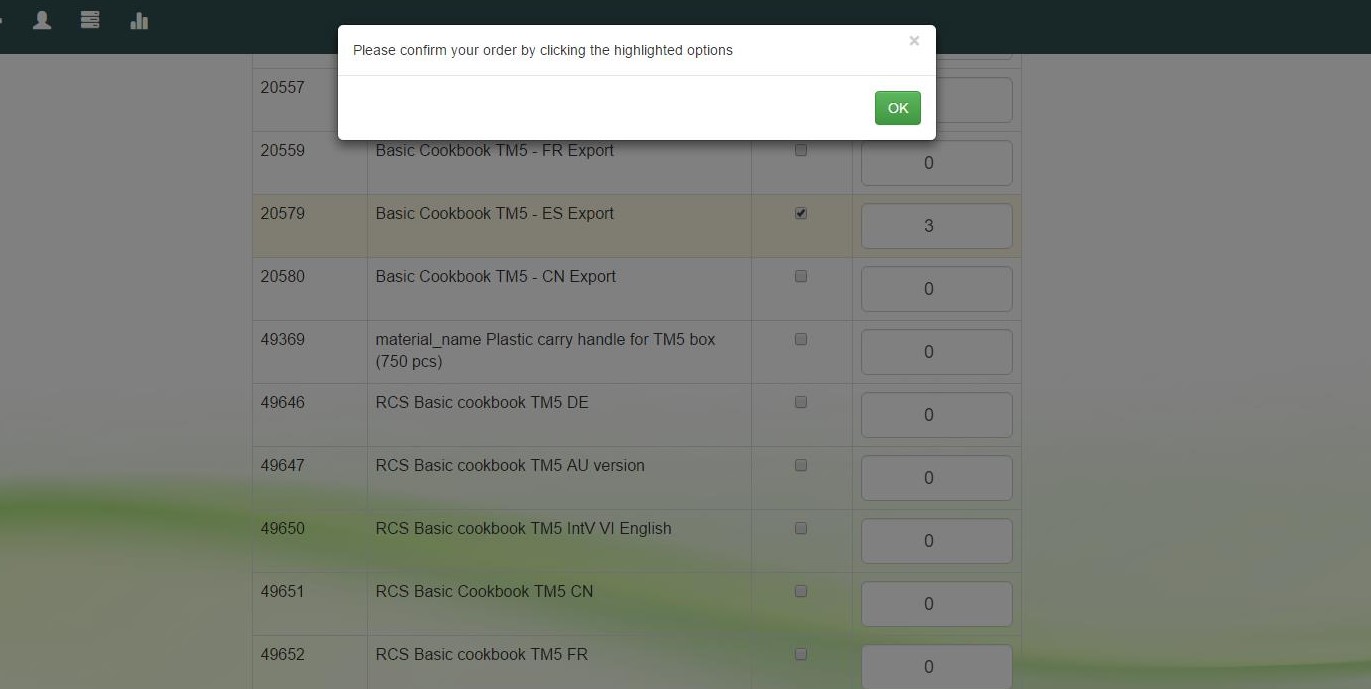 Please confirm your order by clicking the highlighted options
×
OK
20557
20559 Basic Cookbook TM5 - FR Export 0
20579 Basic Cookbook TM5 - ES Export 3
20580 Basic Cookbook TM5 - CN Export 0
49369 material_name Plastic carry handle for TM5 box 0
(750 pcs)
49646 RCS Basic cookbook TM5 DE 0
49647 RCS Basic cookbook TM5 AU version 0
49650 RCS Basic cookbook TM5 IntV VI English 0
49651 RCS Basic Cookbook TM5 CN 0
49652 RCS Basic cookbook TM5 FR 0